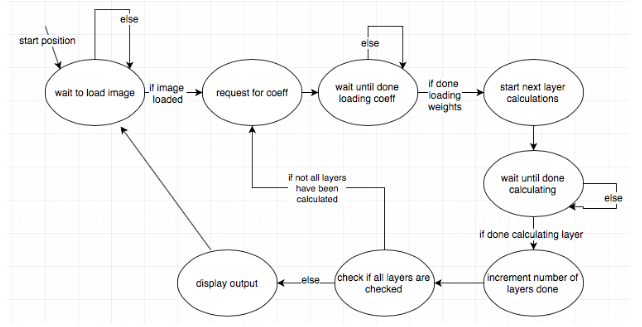 else
start position
else
wait to load image
if image
loaded
request for coeff
wait until done
loading coeff
if done
loading
weights
start next layer
calculations
if not all layers
have been
calculated
wait until done
calculating
else
if done calculating layer
display output
else
check if all layers are
checked
increment number of
layers done